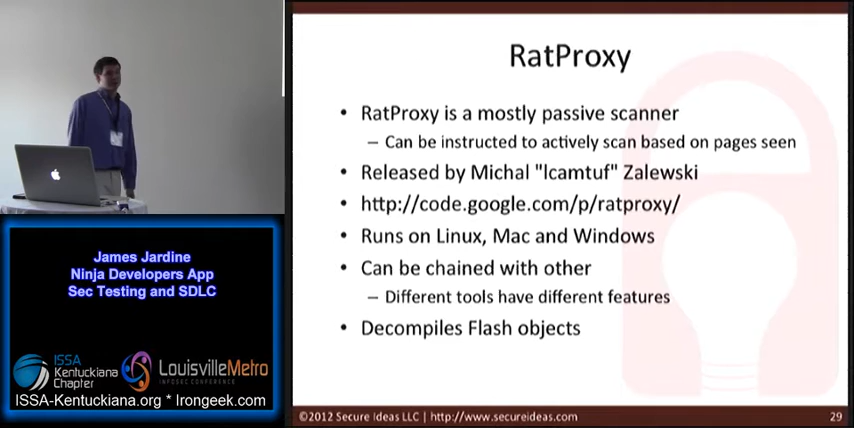 RatProxy
• RatProxy is a mostly passive scanner
– Can be instructed to actively scan based on pages seen
• Released by Michal "lcamtuf" Zalewski
• http://code.google.com/p/ratproxy/
• Runs on Linux, Mac and Windows
• Can be chained with other
– Different tools have different features
• Decompiles Flash objects
©2012 Secure Ideas LLC | http://www.secureideas.com
29
James Jardine
Ninja Developers App
Sec Testing and SDLC
ISSA
Kentuckiana
Chapter
LouisvilleMetro
INFOSEC CONFERENCE
ISSA-Kentuckiana.org * Irongeek.com